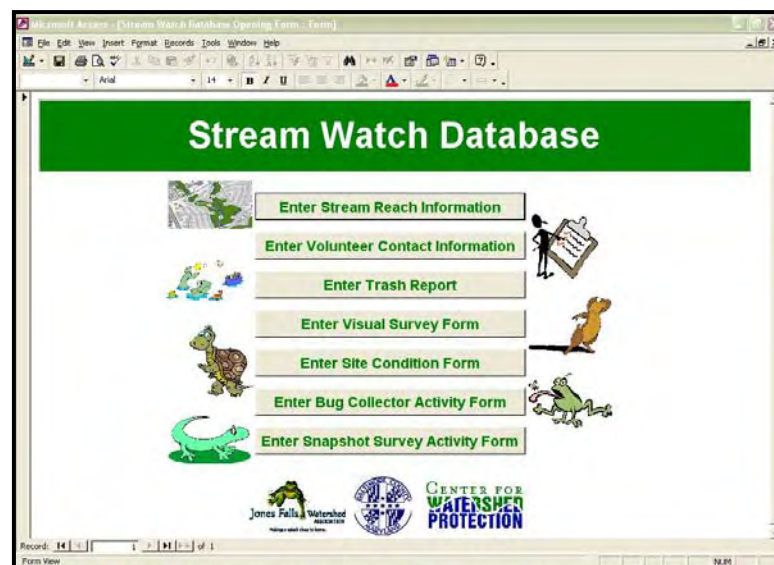 Microsoft Access - [Stream Watch Database Opening Form : Form]
File Edit View Insert Format Records Tools Window Help
Arial 14 B I U A
Stream Watch Database
Enter Stream Reach Information
Enter Volunteer Contact Information
Enter Trash Report
Enter Visual Survey Form
Enter Site Condition Form
Enter Bug Collector Activity Form
Enter Snapshot Survey Activity Form
Jones Falls Watershed
ASSOCIATION
CENTER FOR
WATERSHED
PROTECTION
Record: 1 of 1
Form View NUM